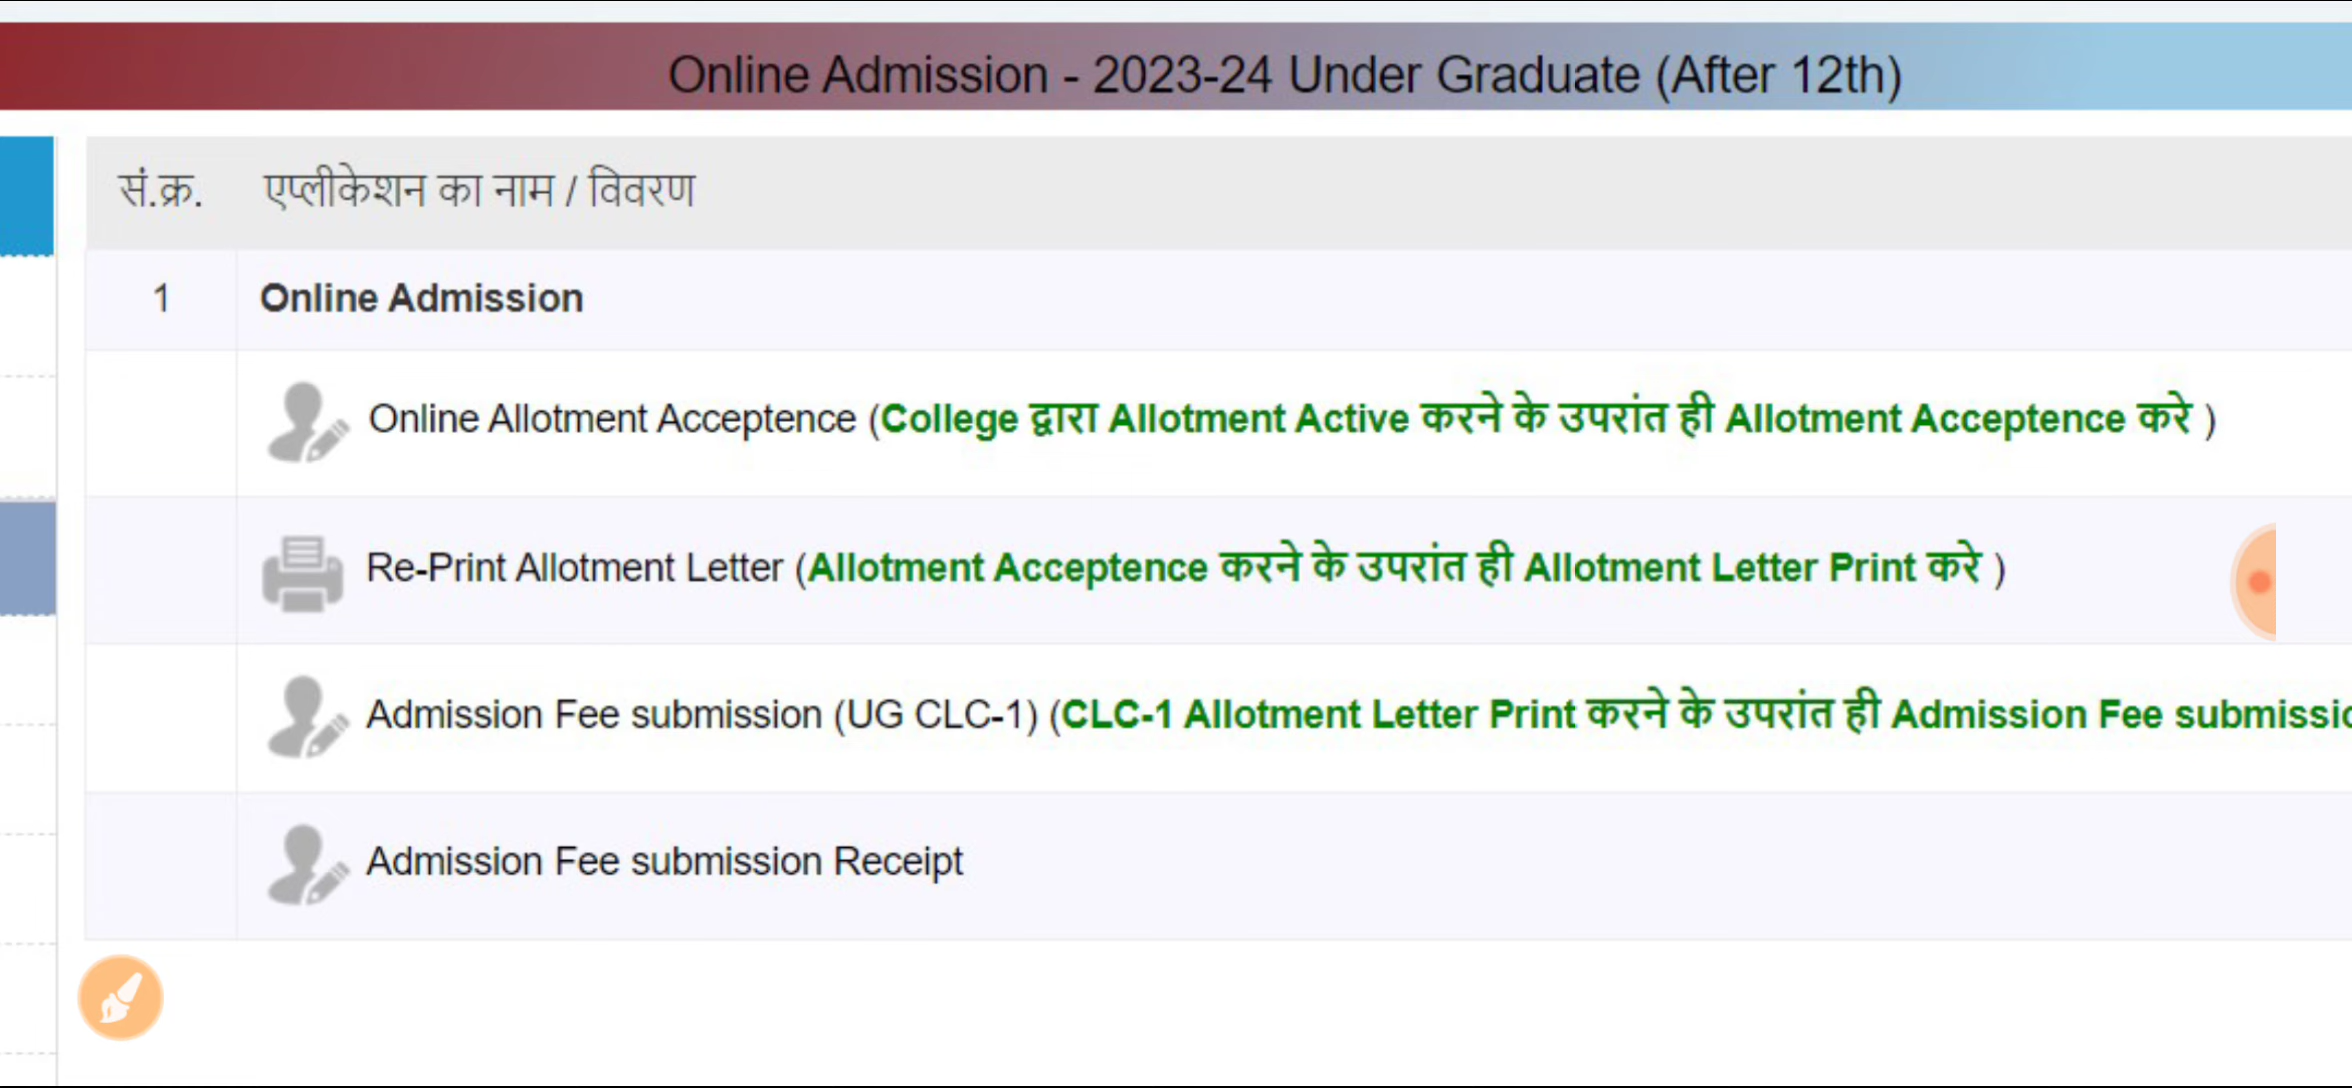 Online Admission - 2023-24 Under Graduate (After 12th)
सं.क्र. एप्लीकेशन का नाम / विवरण
1 Online Admission
Online Allotment Acceptence (College द्वारा Allotment Active करने के उपरांत ही Allotment Acceptence करे )
Re-Print Allotment Letter (Allotment Acceptence करने के उपरांत ही Allotment Letter Print करे )
Admission Fee submission (UG CLC-1) (CLC-1 Allotment Letter Print करने के उपरांत ही Admission Fee
Admission Fee submission Receipt